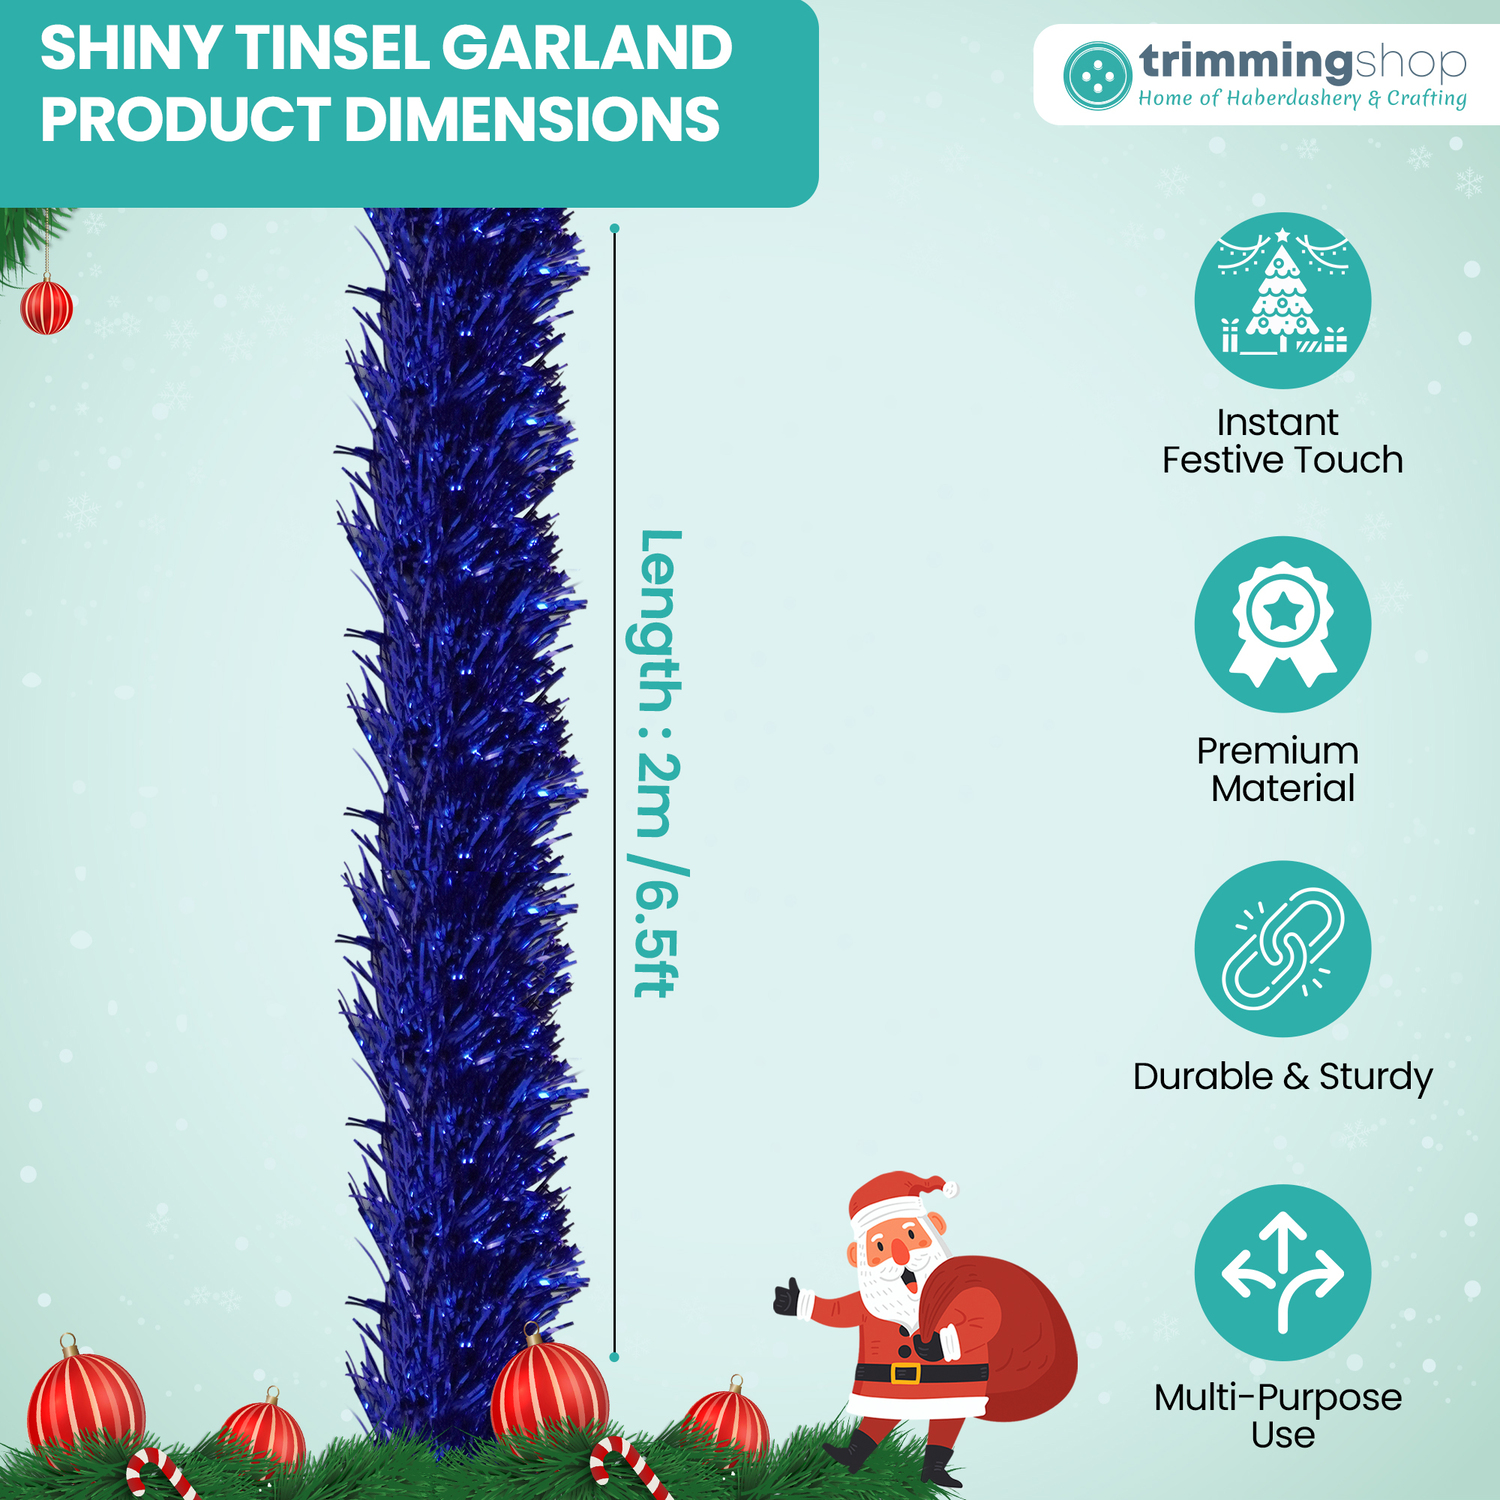 SHINY TINSEL GARLAND
PRODUCT DIMENSIONS
trimmingshop
Home of Haberdashery & Crafting
Length : 2m /6.5ft
Instant
Festive Touch
Premium
Material
Durable & Sturdy
Multi-Purpose
Use